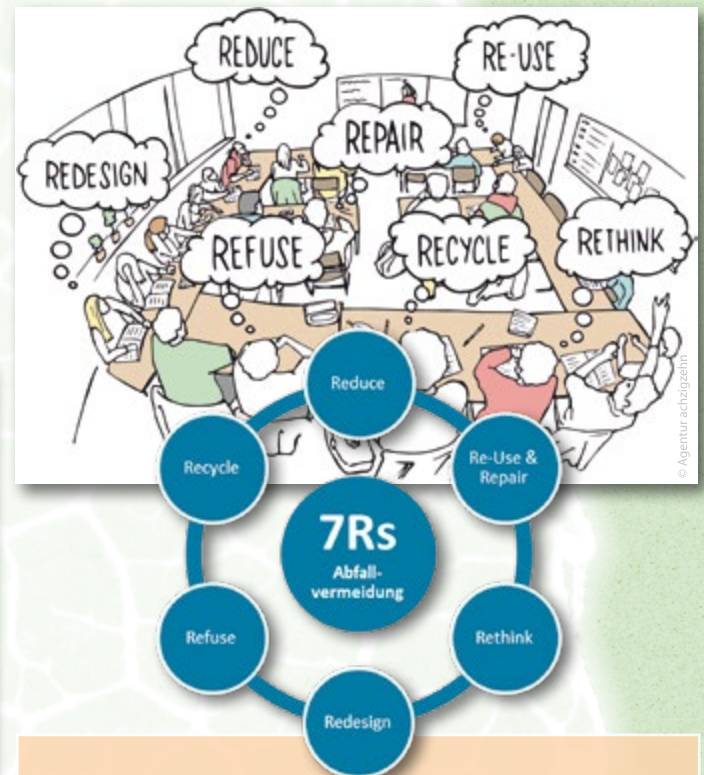 REDUCE
RE-USE
REPAIR
REDESIGN
REFUSE
RECYCLE
RETHINK
© Agentur achzigzehn
Reduce
Recycle
Re-Use &
Repair
7Rs
Abfall-
vermeidung
Refuse
Rethink
Redesign